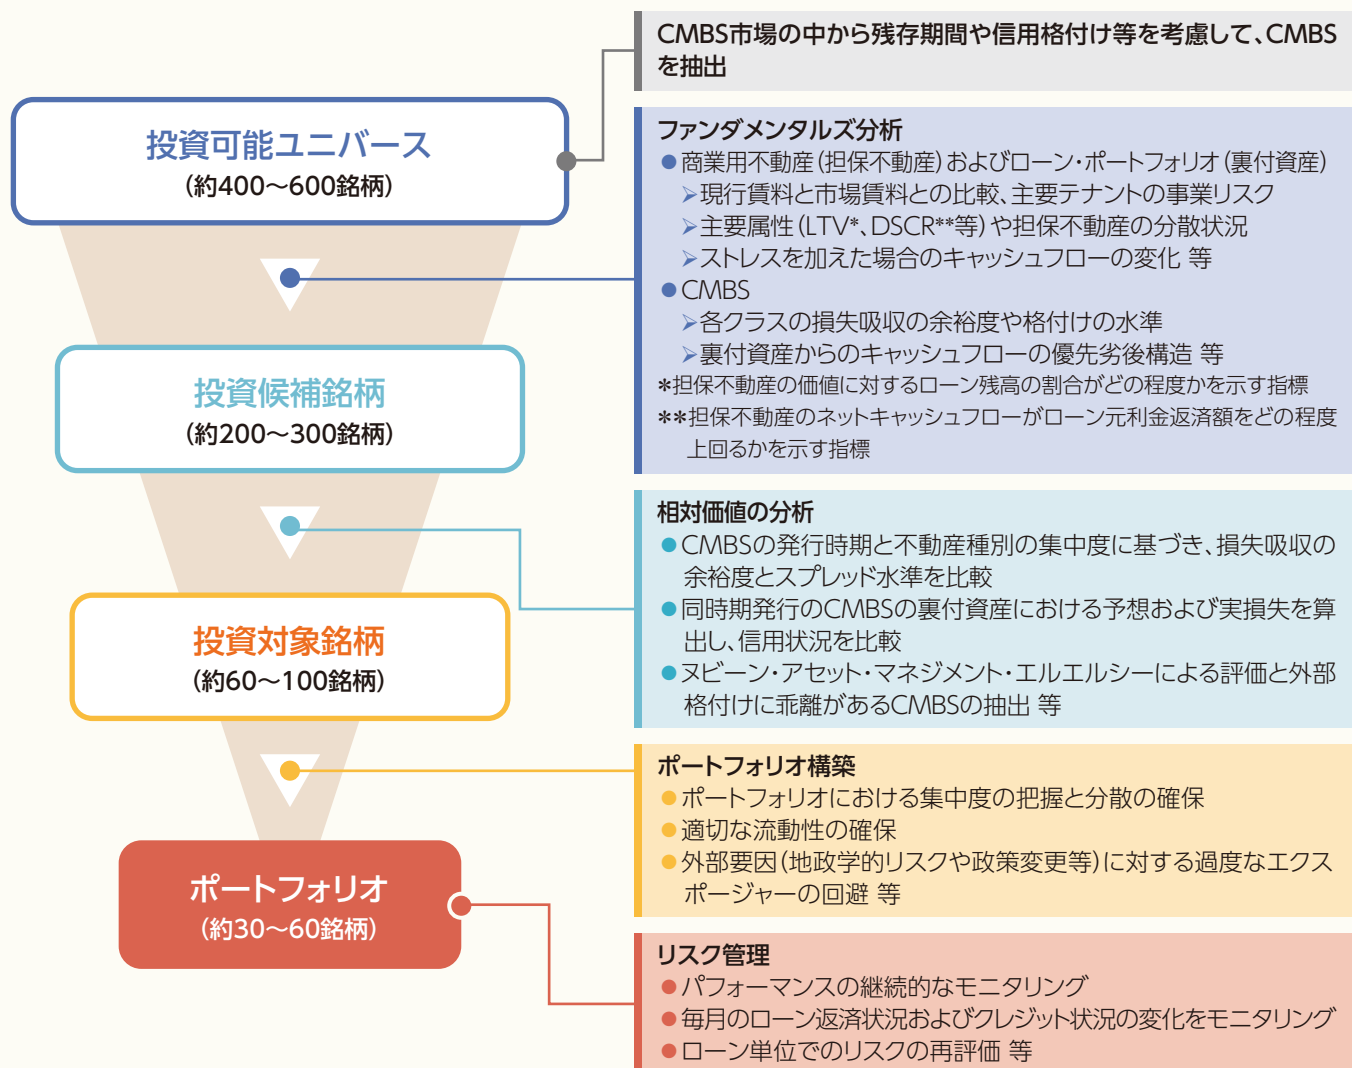 投資可能ユニバース
(約400〜600銘柄)
投資候補銘柄
(約200〜300銘柄)
投資対象銘柄
(約60〜100銘柄)
ポートフォリオ
(約30〜60銘柄)
CMBS市場の中から残存期間や信用格付け等を考慮して、CMBS
を抽出
ファンダメンタルズ分析
●商業用不動産(担保不動産)およびローン・ポートフォリオ(裏付資産)
➢現行賃料と市場賃料との比較、主要テナントの事業リスク
➢主要属性(LTV*、DSCR**等)や担保不動産の分散状況
➢ストレスを加えた場合のキャッシュフローの変化 等
●CMBS
➢各クラスの損失吸収の余裕度や格付けの水準
➢裏付資産からのキャッシュフローの優先劣後構造 等
*担保不動産の価値に対するローン残高の割合がどの程度かを示す指標
**担保不動産のネットキャッシュフローがローン元利金返済額をどの程度
上回るかを示す指標
相対価値の分析
●CMBSの発行時期と不動産種別の集中度に基づき、損失吸収の
余裕度とスプレッド水準を比較
●同時期発行のCMBSの裏付資産における予想および実損失を算
出し、信用状況を比較
●ヌビーン・アセット・マネジメント・エルエルシーによる評価と外部
格付けに乖離があるCMBSの抽出 等
ポートフォリオ構築
●ポートフォリオにおける集中度の把握と分散の確保
●適切な流動性の確保
●外部要因(地政学的リスクや政策変更等)に対する過度なエクス
ポージャーの回避 等
リスク管理
●パフォーマンスの継続的なモニタリング
●毎月のローン返済状況およびクレジット状況の変化をモニタリング
●ローン単位でのリスクの再評価 等